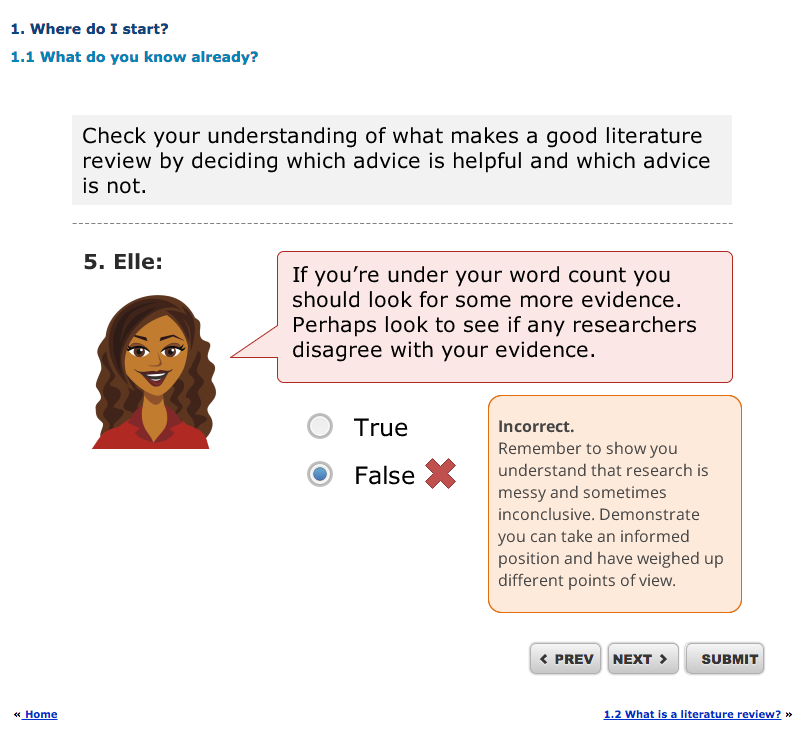 1. Where do I start?
1.1 What do you know already?
Check your understanding of what makes a good literature
review by deciding which advice is helpful and which advice
is not.
5. Elle:
If you’re under your word count you
should look for some more evidence.
Perhaps look to see if any researchers
disagree with your evidence.
True
False
Incorrect.
Remember to show you
understand that research is
messy and sometimes
inconclusive. Demonstrate
you can take an informed
position and have weighed up
different points of view.
< PREV
NEXT >
SUBMIT
« Home
1.2 What is a literature review? »